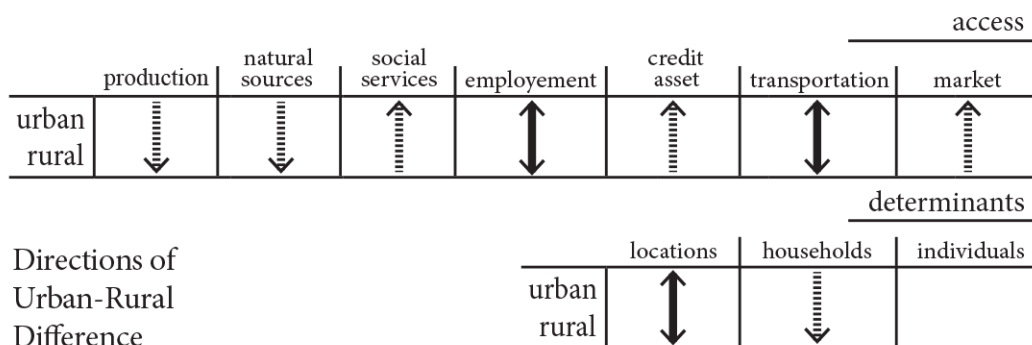 access
production natural sources social services employement credit asset transportation market
urban
rural
determinants
locations households individuals
urban
rural
Directions of
Urban-Rural
Difference